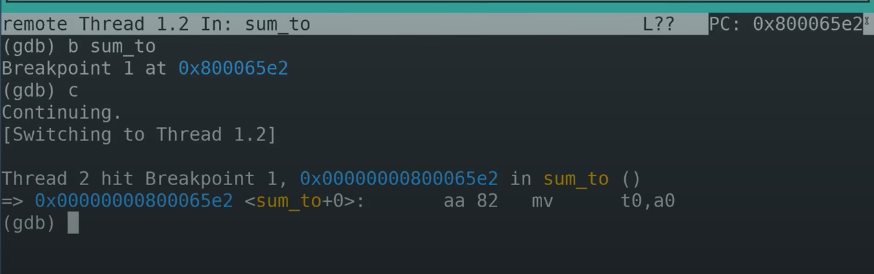 remote Thread 1.2 In: sum_to L?? PC: 0x800065e2
(gdb) b sum_to
Breakpoint 1 at 0x800065e2
(gdb) c
Continuing.
[Switching to Thread 1.2]
Thread 2 hit Breakpoint 1, 0x00000000800065e2 in sum_to ()
=> 0x00000000800065e2 <sum_to+0>: aa 82 mv t0,a0
(gdb)